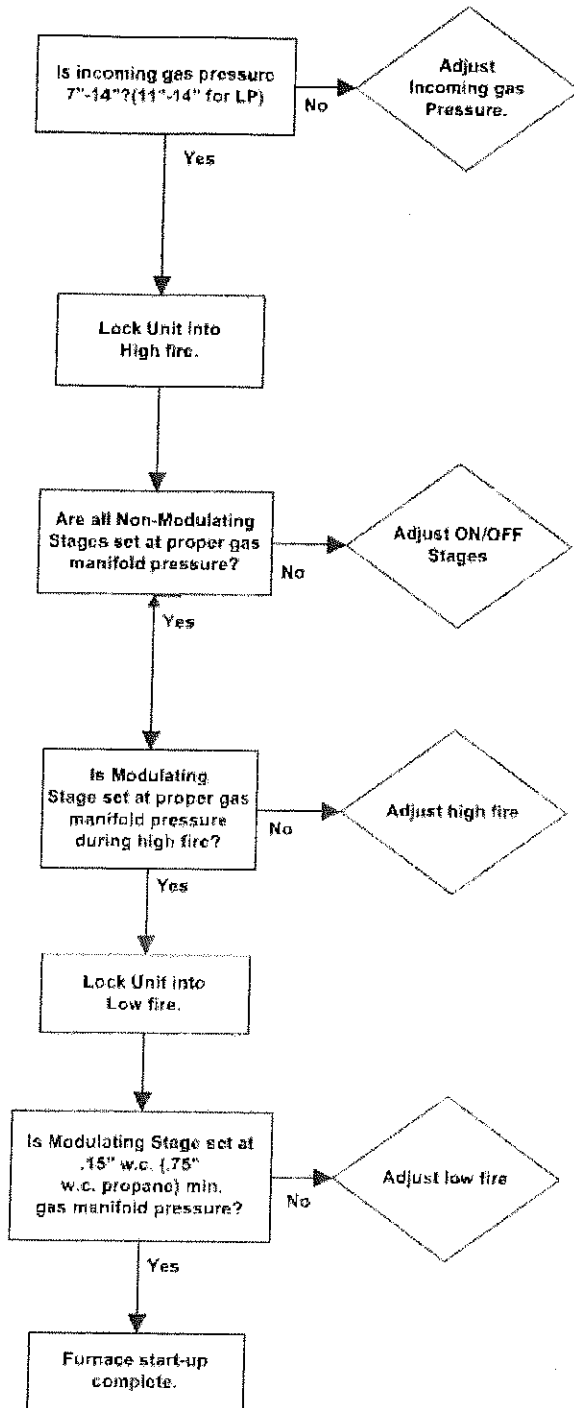 Is incoming gas pressure
7"-14"?(11"-14" for LP)
No
Adjust
Incoming gas
Pressure.
Yes
Lock Unit into
High fire.
Are all Non-Modulating
Stages set at proper gas
manifold pressure?
No
Adjust ON/OFF
Stages
Yes
Is Modulating
Stage set at proper gas
manifold pressure
during high fire?
No
Adjust high fire
Yes
Lock Unit into
Low fire.
Is Modulating Stage set at
.15" w.c. (.75"
w.c. propane) min.
gas manifold pressure?
No
Adjust low fire
Yes
Furnace start-up
complete.